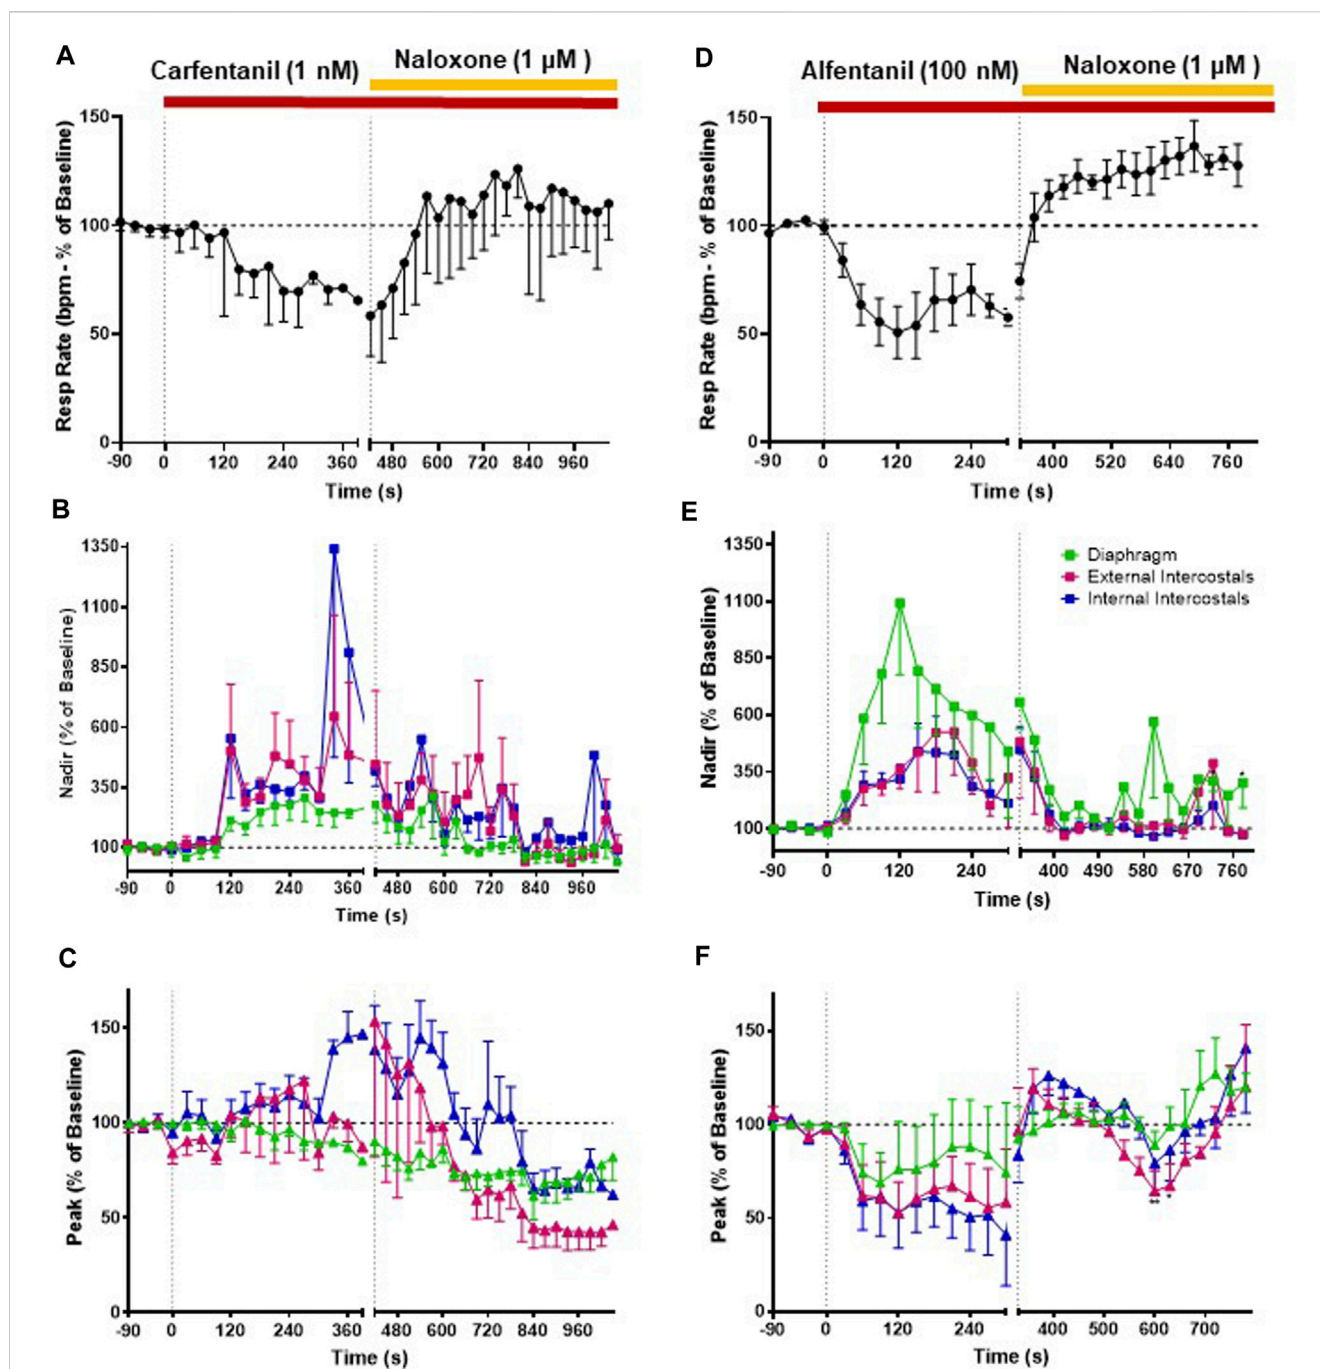 A
Carfentanil (1 nM)
Naloxone (1 µM )
Resp Rate (bpm - % of Baseline)
150
100
50
0
-90 0 120 240 360 480 600 720 840 960
Time (s)
D
Alfentanil (100 nM)
Naloxone (1 µM )
Resp Rate (bpm - % of Baseline)
150
100
50
0
-90 0 120 240 400 520 640 760
Time (s)
B
Nadir (% of Baseline)
1350
1100
850
600
350
100
-90 0 120 240 360 480 600 720 840 960
Time (s)
E
Nadir (% of Baseline)
1350
1100
850
600
350
100
Diaphragm
External Intercostals
Internal Intercostals
*
-90 0 120 240 400 490 580 670 760
Time (s)
C
Peak (% of Baseline)
150
100
50
0
-90 0 120 240 360 480 600 720 840 960
Time (s)
F
Peak (% of Baseline)
150
100
50
0
** *
-90 0 120 240 400 500 600 700
Time (s)